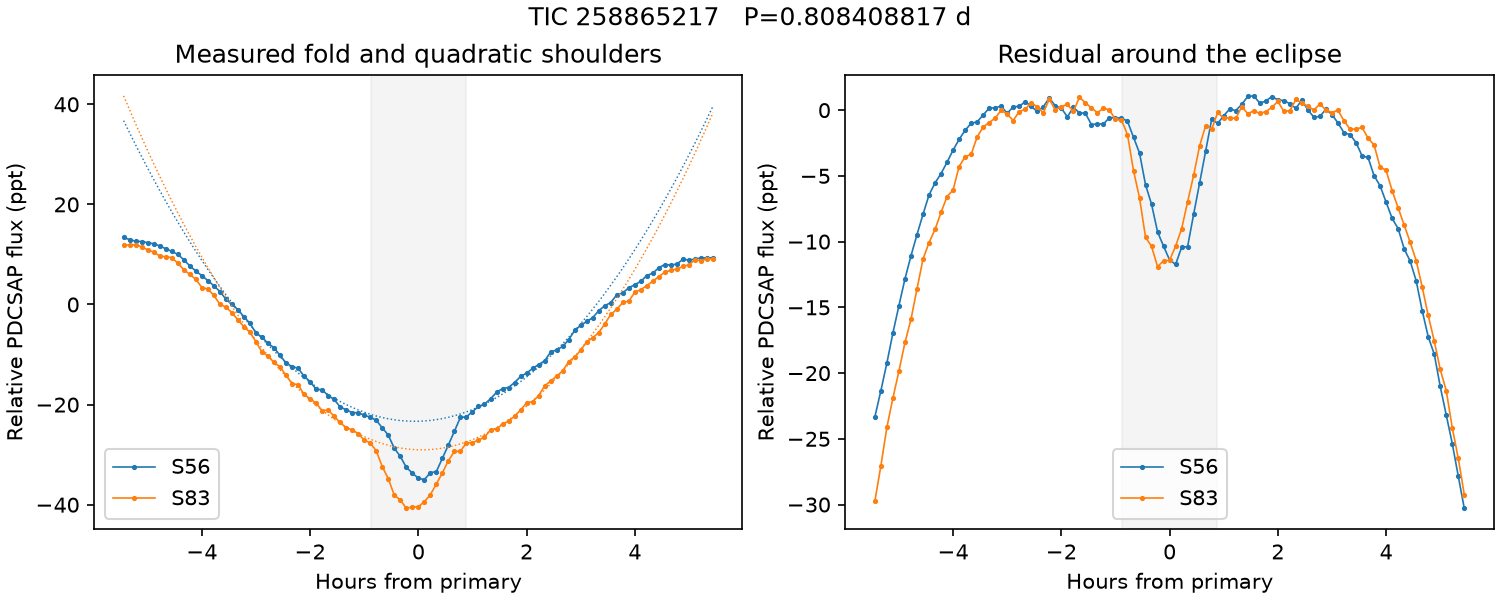 TIC 258865217   P=0.808408817 d
Measured fold and quadratic shoulders
Relative PDCSAP flux (ppt)
40
20
0
−20
−40
S56
S83
−4
−2
0
2
4
Hours from primary
Residual around the eclipse
Relative PDCSAP flux (ppt)
0
−5
−10
−15
−20
−25
−30
S56
S83
−4
−2
0
2
4
Hours from primary